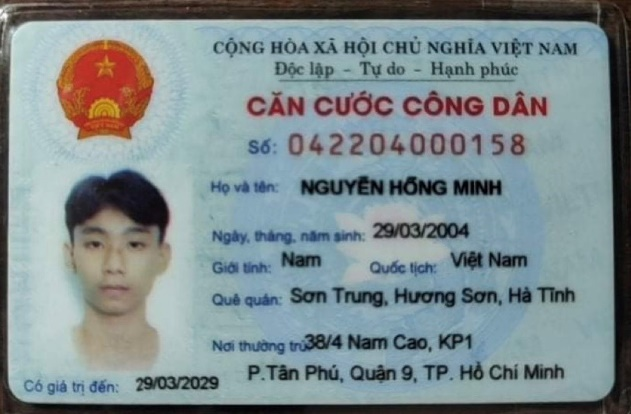 CỘNG HÒA XÃ HỘI CHỦ NGHĨA VIỆT NAM
Độc lập - Tự do - Hạnh phúc
CĂN CƯỚC CÔNG DÂN
Số: 042204000158
Họ và tên: NGUYỄN HỒNG MINH
Ngày, tháng, năm sinh: 29/03/2004
Giới tính: Nam Quốc tịch: Việt Nam
Quê quán: Sơn Trung, Hương Sơn, Hà Tĩnh
Nơi thường trú: 38/4 Nam Cao, KP1
P.Tân Phú, Quận 9, TP. Hồ Chí Minh
Có giá trị đến: 29/03/2029